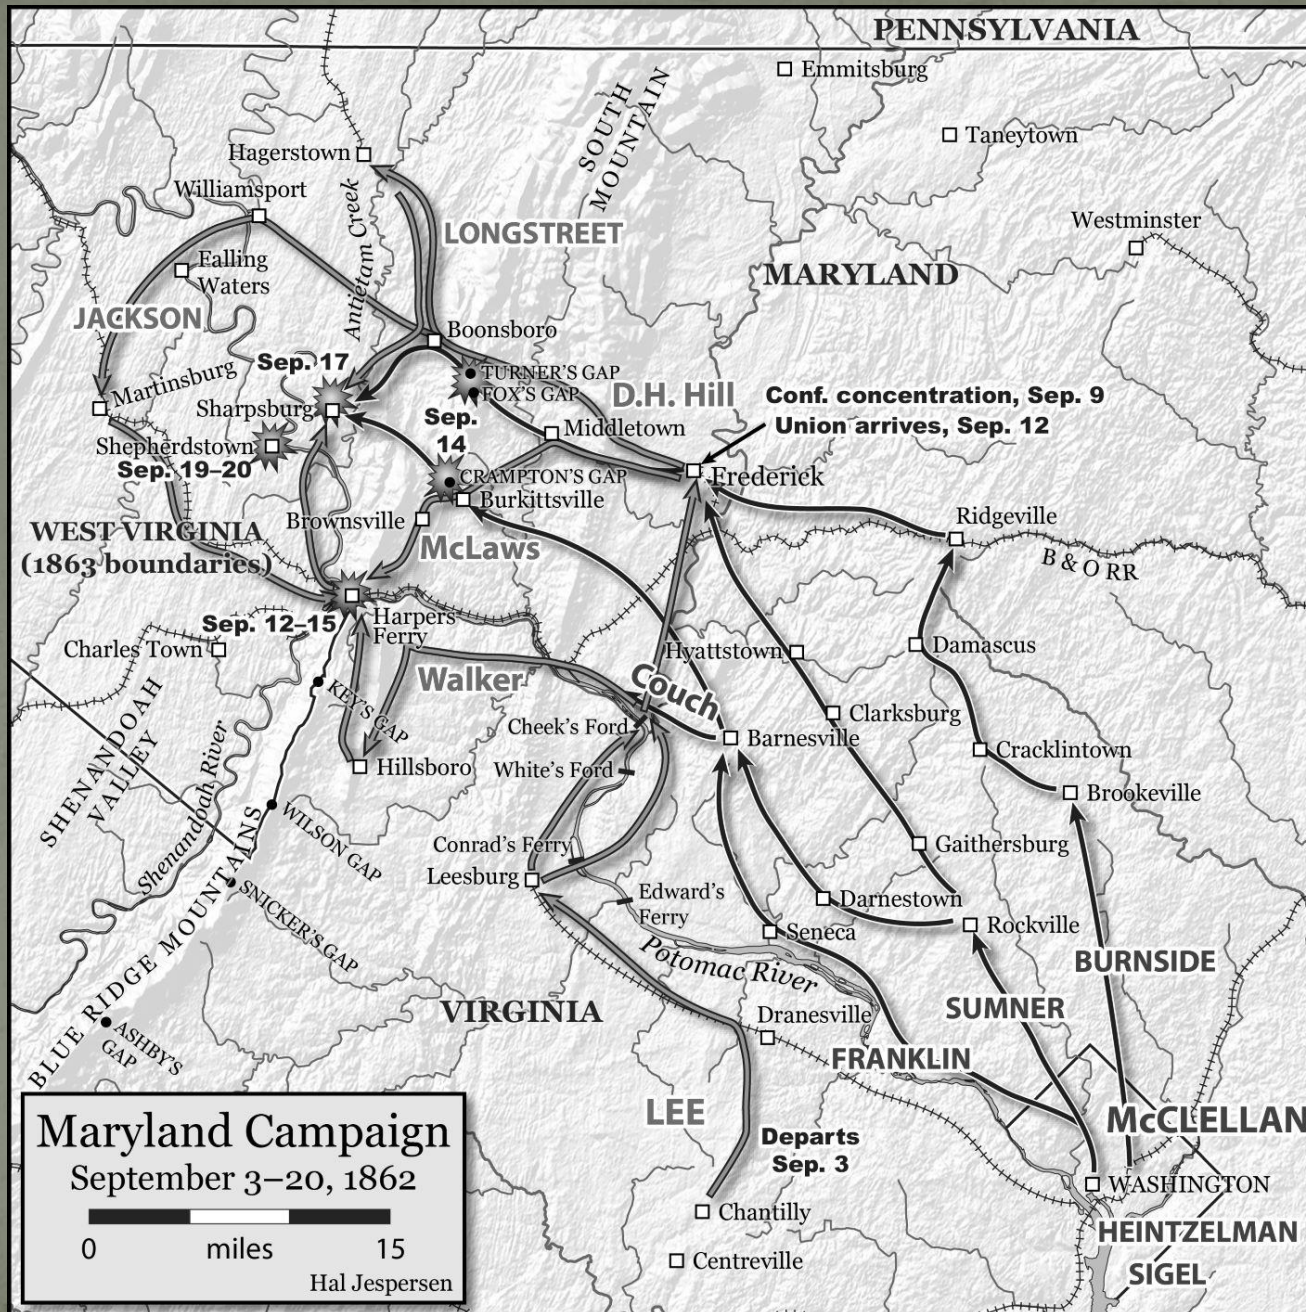 PENNSYLVANIA
Emmitsburg
SOUTH
MOUNTAIN
Taneytown
Hagerstown
Williamsport
Westminster
Antietam Creek
LONGSTREET
MARYLAND
Falling
Waters
JACKSON
Boonsboro
Sep. 17
TURNER'S GAP
FOX'S GAP
D.H. Hill
Martinsburg
Sharpsburg
Sep.
14
Conf. concentration, Sep. 9
Union arrives, Sep. 12
Middletown
Shepherdstown
Sep. 19–20
CRAMPTON'S GAP
Frederick
Burkittsville
Brownsville
McLaws
Ridgeville
B & O RR
WEST VIRGINIA
(1863 boundaries)
Harpers
Ferry
Sep. 12–15
Charles Town
Hyattstown
Damascus
Walker
Couch
KEY'S GAP
SHENANDOAH
VALLEY
Shenandoah River
Cheek's Ford
Clarksburg
Barnesville
Cracklintown
White's Ford
Hillsboro
Brookeville
WILSON GAP
Conrad's Ferry
Gaithersburg
Leesburg
SNICKER'S GAP
Edward's
Ferry
Darnestown
Rockville
Seneca
Potomac River
BURNSIDE
BLUE RIDGE MOUNTAINS
VIRGINIA
SUMNER
Dranesville
ASHBY'S
GAP
FRANKLIN
LEE
McCLELLAN
Departs
Sep. 3
WASHINGTON
Chantilly
HEINTZELMAN
Centreville
SIGEL
Maryland Campaign
September 3–20, 1862
0 miles 15
Hal Jespersen